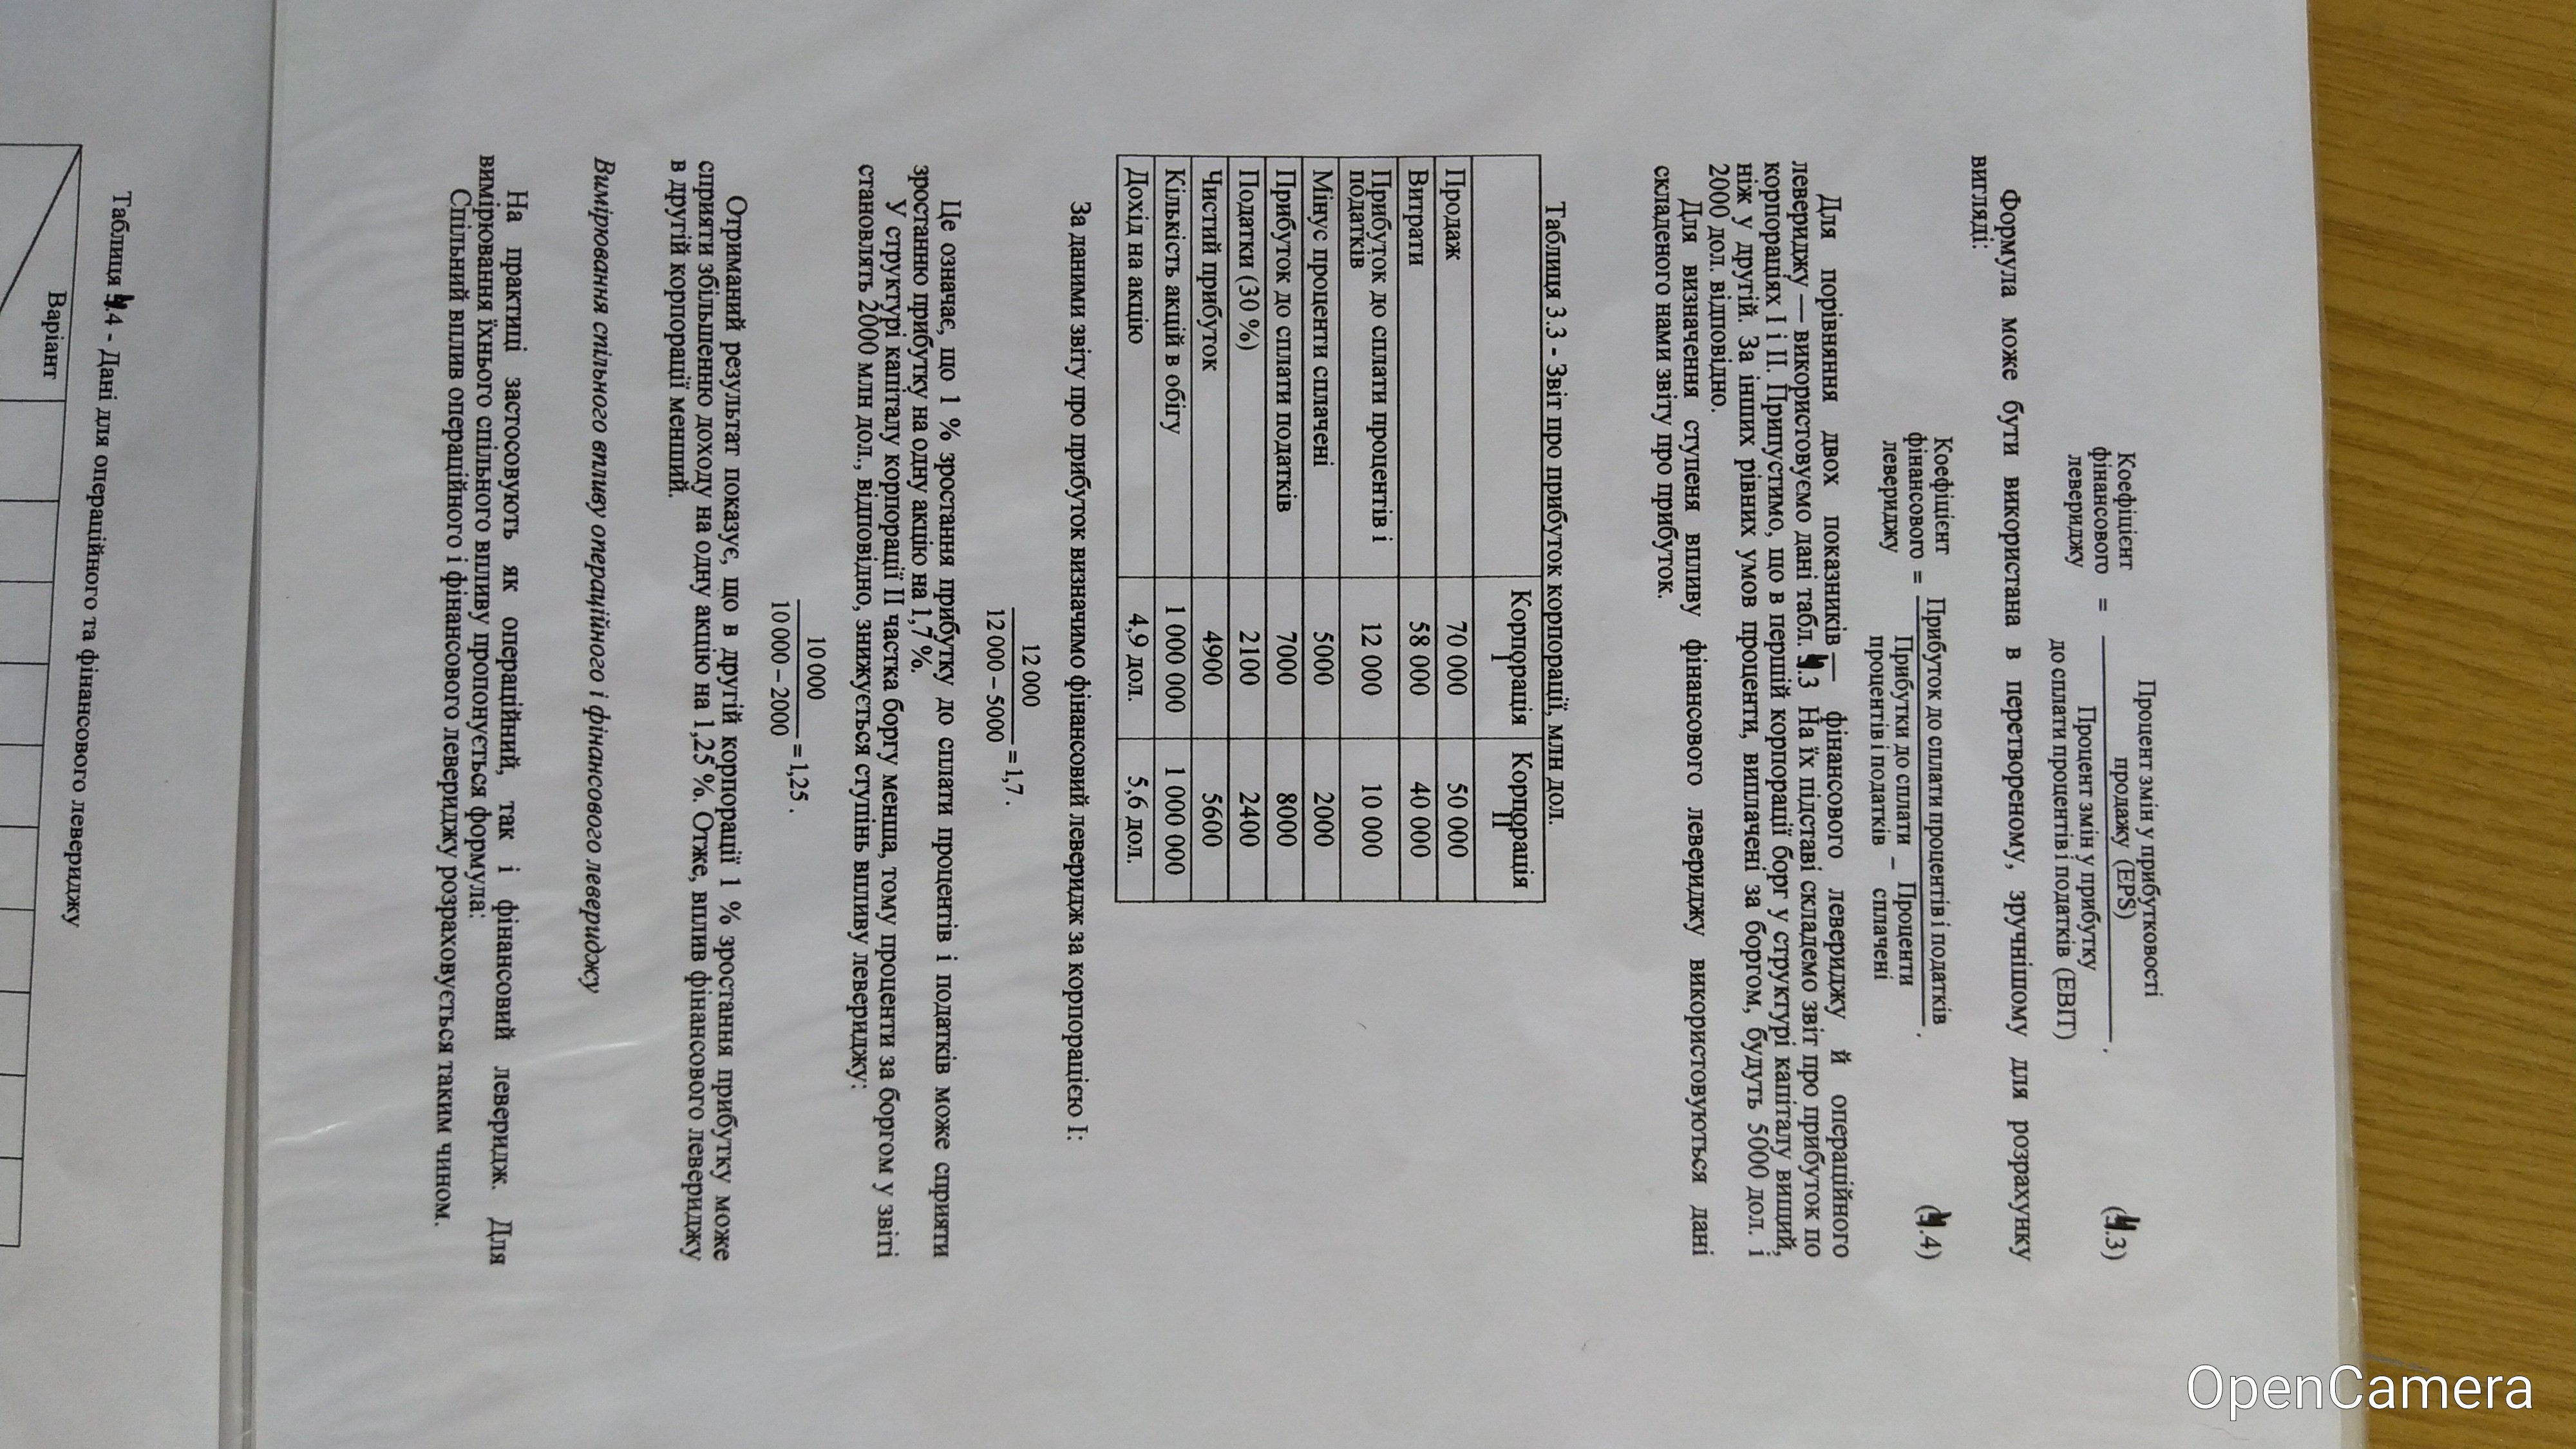 Коефіцієнт
фінансового
левериджу
=
Процент змін у прибутковості
продажу (EPS)
Процент змін у прибутку
до сплати процентів і податків (ЕВІТ)
.
(4.3)
Формула може бути використана в перетвореному, зручнішому для розрахунку
вигляді:
Коефіцієнт
фінансового
левериджу
=
Прибуток до сплати процентів і податків
Прибутки до сплати
процентів і податків
–
Проценти
сплачені
.
(4.4)
Для порівняння двох показників — фінансового левериджу й операційного
левериджу — використовуємо дані табл. 4.3 На їх підставі складемо звіт про прибуток по
корпораціях І і ІІ. Припустимо, що в першій корпорації борг у структурі капіталу вищий,
ніж у другій. За інших рівних умов проценти, виплачені за боргом, будуть 5000 дол. і
2000 дол. відповідно.
Для визначення ступеня впливу фінансового левериджу використовуються дані
складеного нами звіту про прибуток.
Таблиця 3.3 - Звіт про прибуток корпорації, млн дол.
Корпорація І Корпорація ІІ
Продаж 70 000 50 000
Витрати 58 000 40 000
Прибуток до сплати процентів і
податків 12 000 10 000
Мінус проценти сплачені 5000 2000
Прибуток до сплати податків 7000 8000
Податки (30 %) 2100 2400
Чистий прибуток 4900 5600
Кількість акцій в обігу 1 000 000 1 000 000
Дохід на акцію 4,9 дол. 5,6 дол.
За даними звіту про прибуток визначимо фінансовий леверидж за корпорацією І:
12 000
12 000 – 5000
= 1,7 .
Це означає, що 1 % зростання прибутку до сплати процентів і податків може сприяти
зростанню прибутку на одну акцію на 1,7 %.
У структурі капіталу корпорації ІІ частка боргу менша, тому проценти за боргом у звіті
становлять 2000 млн дол., відповідно, знижується ступінь впливу левериджу:
10 000
10 000 – 2000
= 1,25 .
Отриманий результат показує, що в другій корпорації 1 % зростання прибутку може
сприяти збільшенню доходу на одну акцію на 1,25 %. Отже, вплив фінансового левериджу
в другій корпорації менший.
Вимірювання спільного впливу операційного і фінансового левериджу
На практиці застосовують як операційний, так і фінансовий леверидж. Для
вимірювання їхнього спільного впливу пропонується формула:
Спільний вплив операційного і фінансового левериджу розраховується таким чином.
Таблиця 4.4 - Дані для операційного та фінансового левериджу
Варіант
OpenCamera